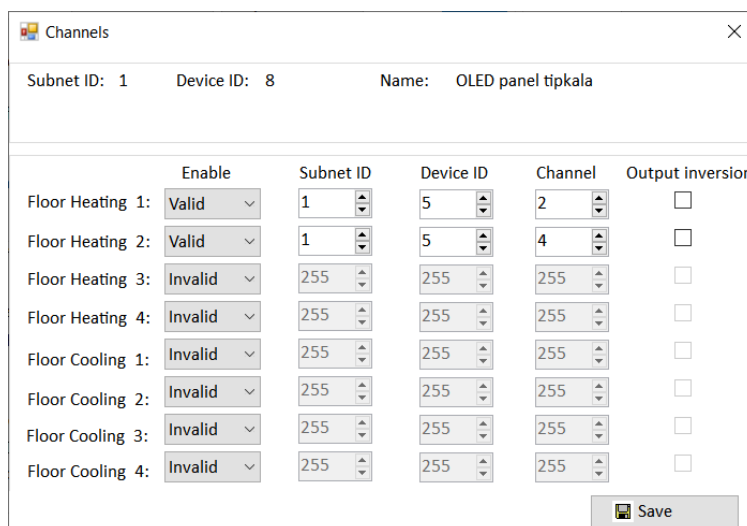 Channels
Subnet ID: 1 Device ID: 8 Name: OLED panel tipkala
Enable Subnet ID Device ID Channel Output inversion
Floor Heating 1: Valid 1 5 2
Floor Heating 2: Valid 1 5 4
Floor Heating 3: Invalid 255 255 255
Floor Heating 4: Invalid 255 255 255
Floor Cooling 1: Invalid 255 255 255
Floor Cooling 2: Invalid 255 255 255
Floor Cooling 3: Invalid 255 255 255
Floor Cooling 4: Invalid 255 255 255
Save